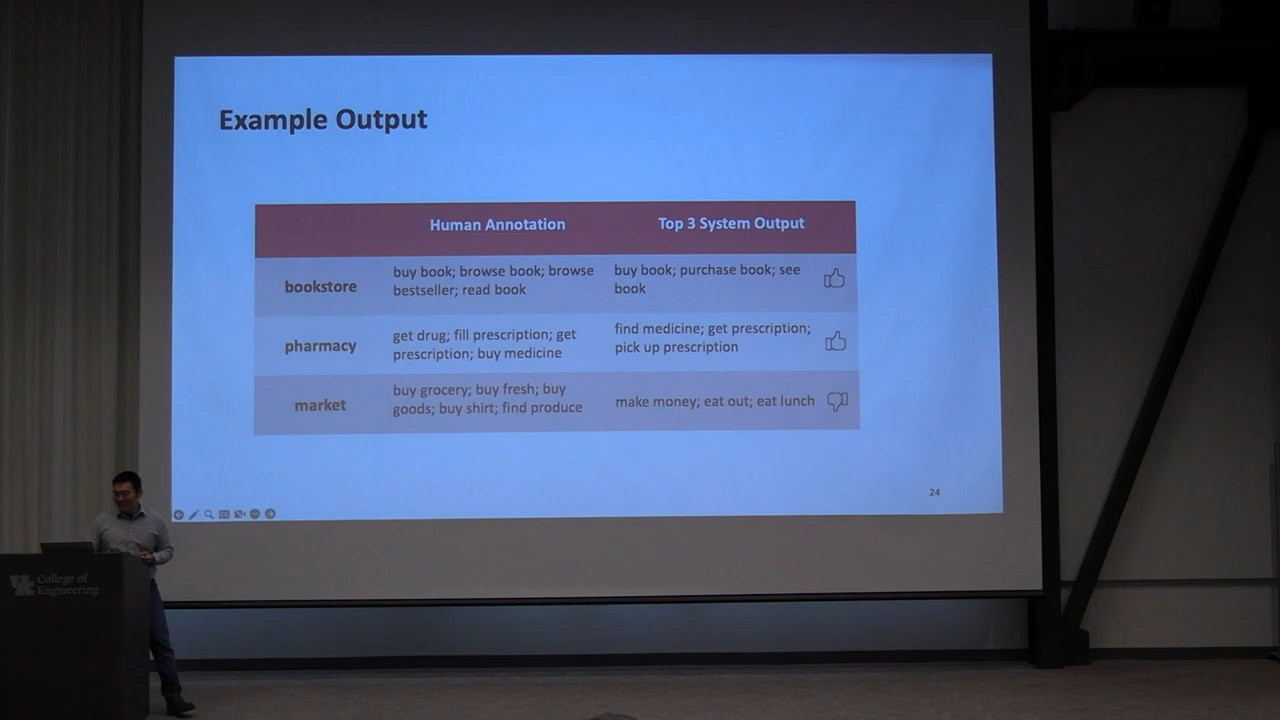 Example Output
Human Annotation
Top 3 System Output
bookstore
buy book; browse book; browse
bestseller; read book
buy book; purchase book; see
book
pharmacy
get drug; fill prescription; get
prescription; buy medicine
find medicine; get prescription;
pick up prescription
market
buy grocery; buy fresh; buy
goods; buy shirt; find produce
make money; eat out; eat lunch
24
UK College of
Engineering